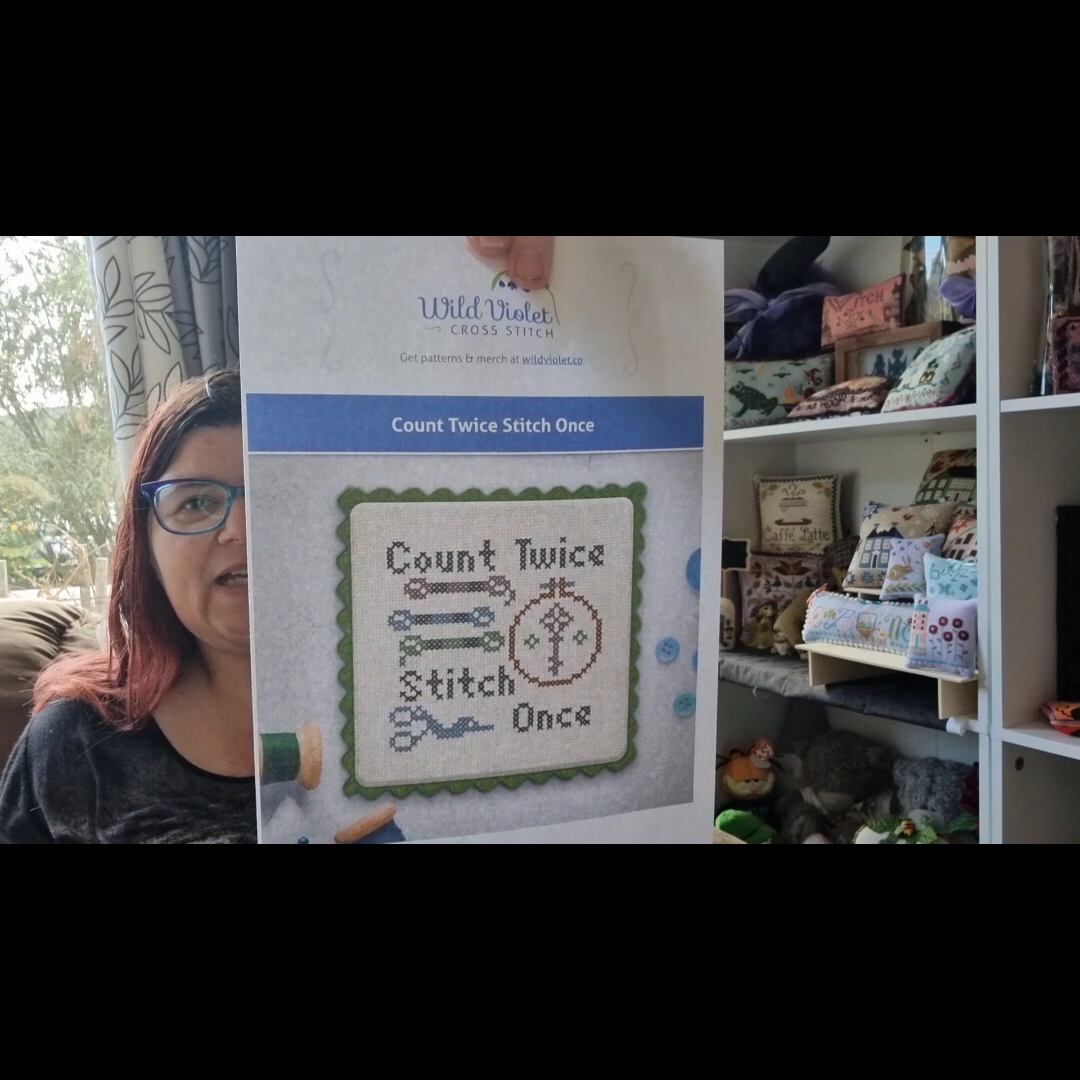 Wild Violet
CROSS STITCH
Get patterns & merch at wildviolet.co
Count Twice Stitch Once
Count Twice
Stitch
Once
Caffé Latte